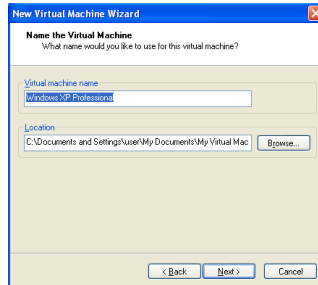 New Virtual Machine Wizard
Name the Virtual Machine
What name would you like to use for this virtual machine?
Virtual machine name
Windows XP Professional
Location
C:\Documents and Settings\user\My Documents\My Virtual Mac
Browse...
< Back
Next >
Cancel